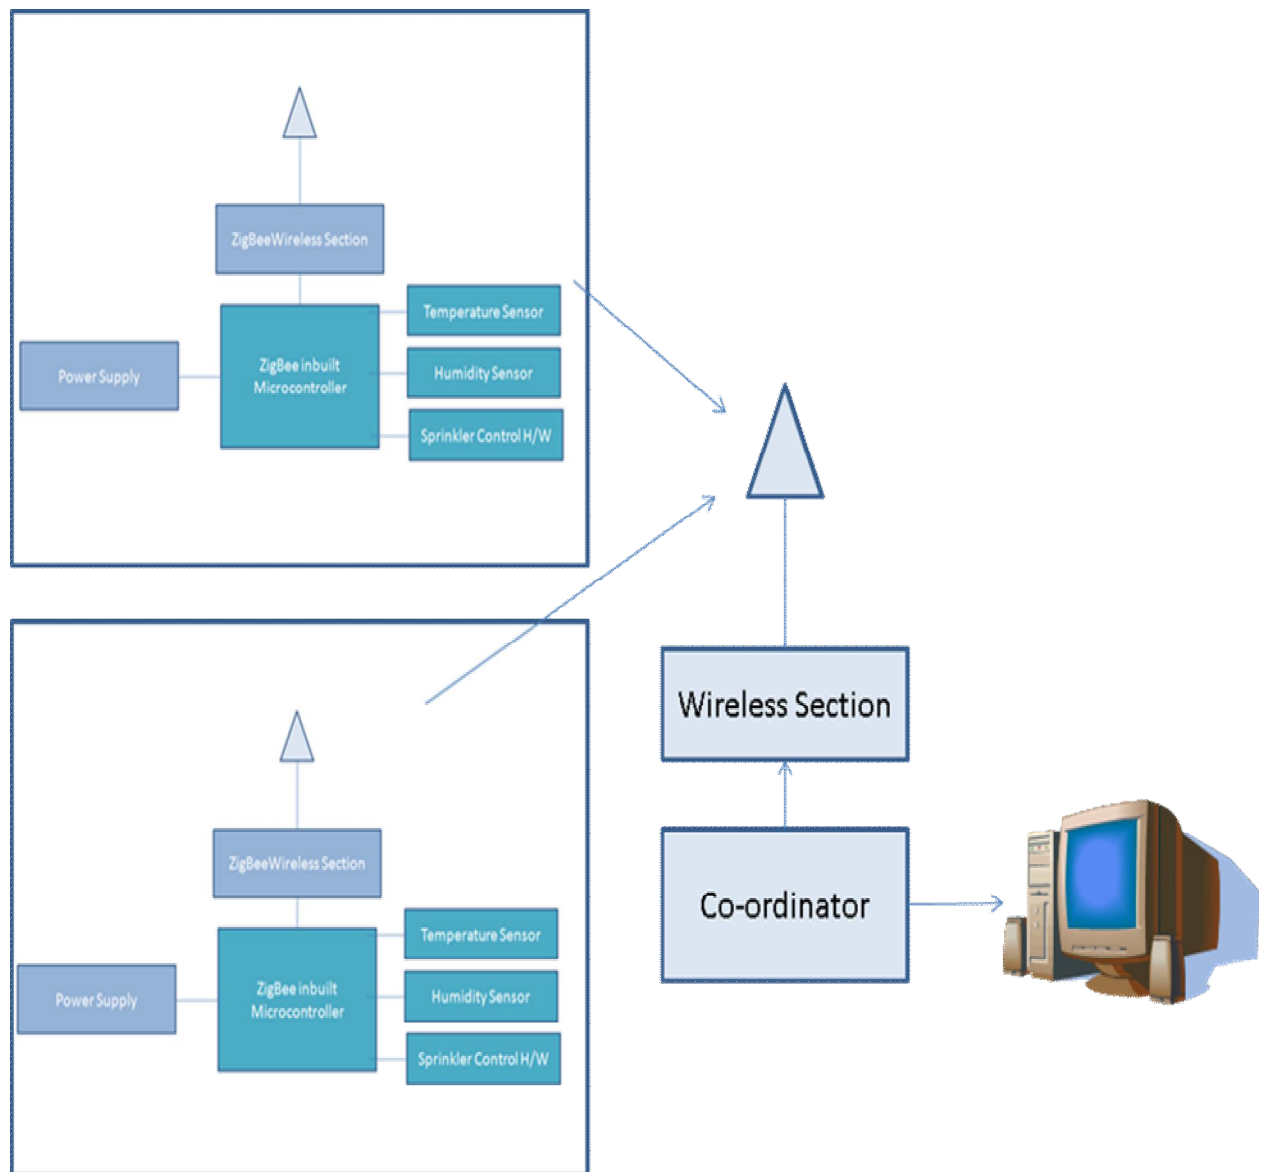 ZigBeeWireless Section
Temperature Sensor
Power Supply
ZigBee inbuilt
Microcontroller
Humidity Sensor
Sprinkler Control H/W
Wireless Section
Co-ordinator
ZigBeeWireless Section
Temperature Sensor
Power Supply
ZigBee inbuilt
Microcontroller
Humidity Sensor
Sprinkler Control H/W